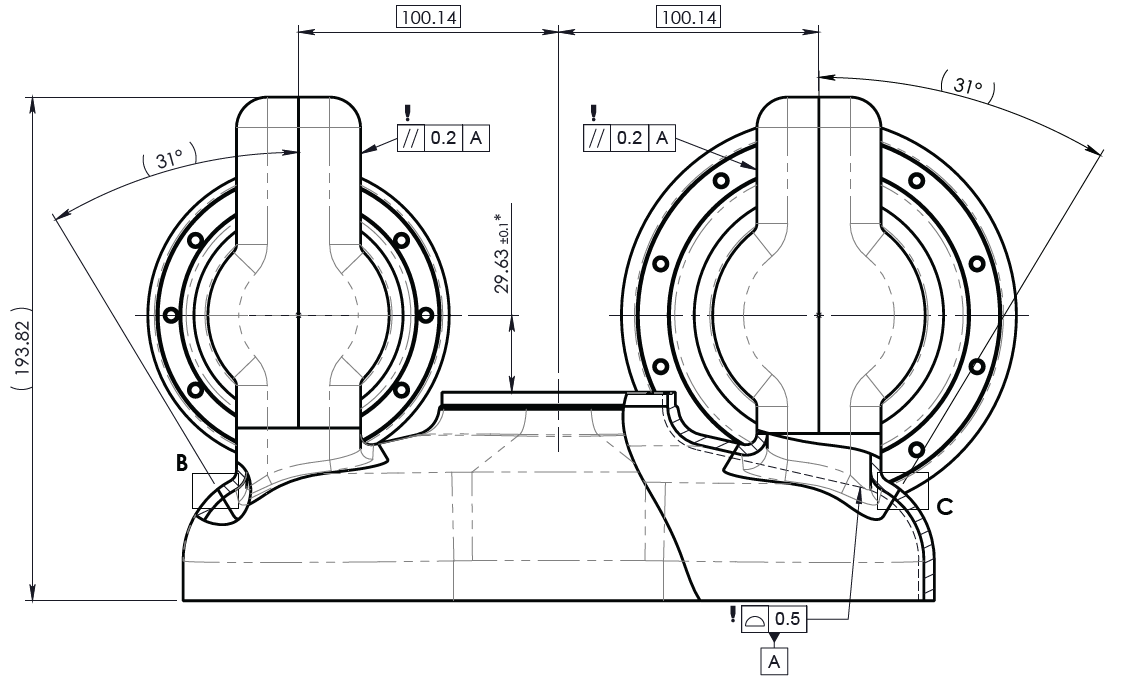 100.14
100.14
( 31° )
// 0.2 A
// 0.2 A
( 31° )
29.63 ±0.1*
( 193.82 )
B
C
0.5
A